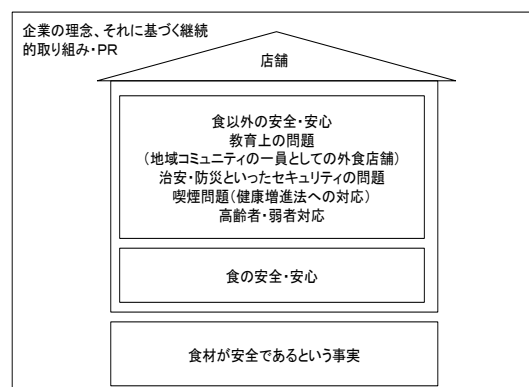 企業の理念、それに基づく継続
的取り組み・PR
店舗
食以外の安全・安心
教育上の問題
(地域コミュニティの一員としての外食店舗)
治安・防災といったセキュリティの問題
喫煙問題(健康増進法への対応)
高齢者・弱者対応
食の安全・安心
食材が安全であるという事実